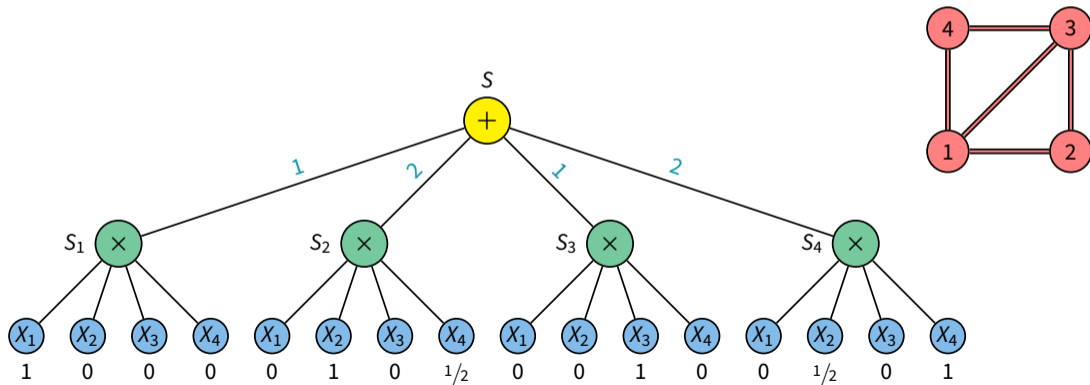 4 3
S
+
1 2 1 2
1 2
S1 × S2 × S3 × S4 ×
X1 X2 X3 X4 X1 X2 X3 X4 X1 X2 X3 X4 X1 X2 X3 X4
1 0 0 0 0 1 0 1/2 0 0 1 0 0 1/2 0 1